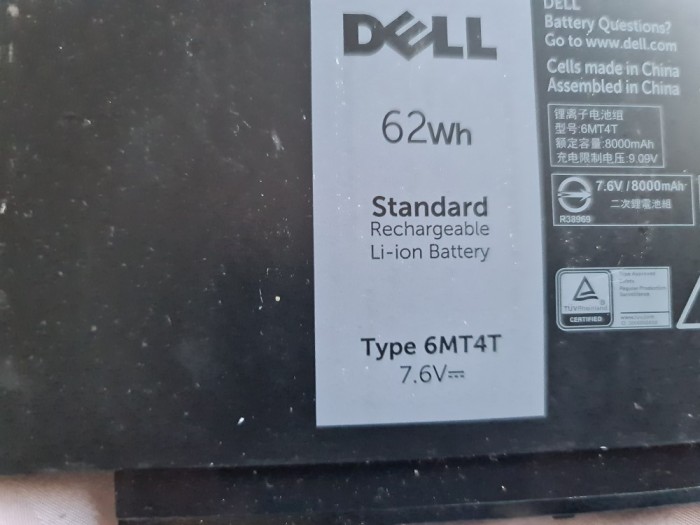 DELL
62Wh
Standard
Rechargeable
Li-ion Battery
Type 6MT4T
7.6V⎓
DELL
Battery Questions?
Go to www.dell.com
Cells made in China
Assembled in China
锂离子电池组
型号:6MT4T
额定容量:8000mAh
充电限制电压:9.09V
7.6V/8000mAh
二次鋰電池組
R38969
TÜVRheinland
CERTIFIED